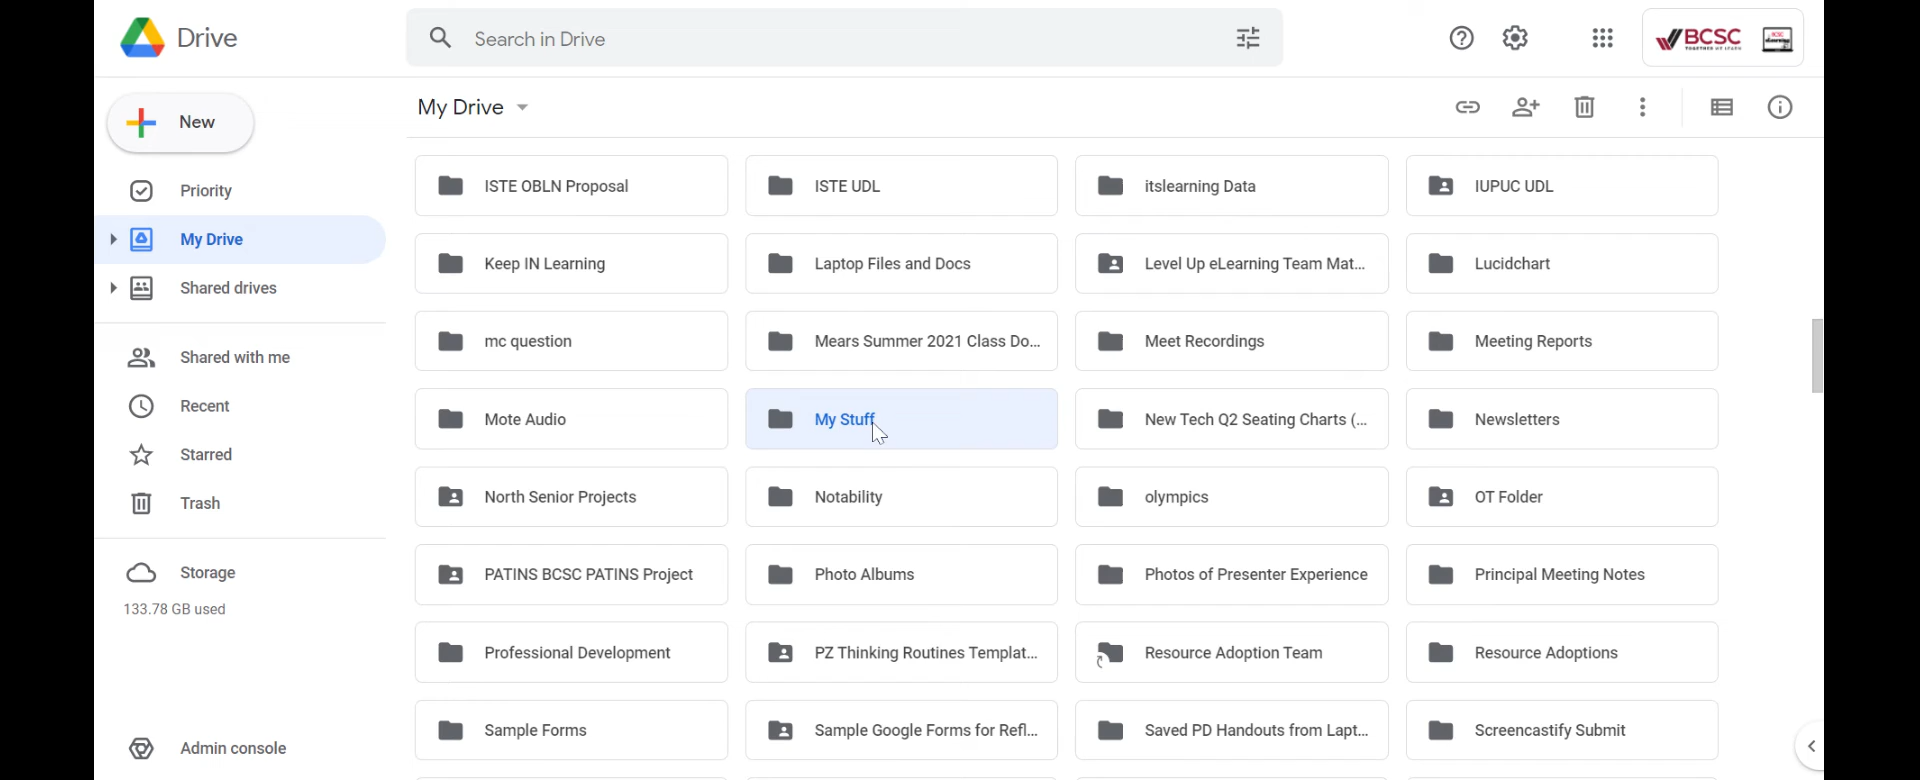 Drive
Search in Drive
BCSC
New
My Drive
Priority
My Drive
Shared drives
Shared with me
Recent
Starred
Trash
Storage
133.78 GB used
Admin console
ISTE OBLN Proposal
ISTE UDL
itslearning Data
IUPUC UDL
Keep IN Learning
Laptop Files and Docs
Level Up eLearning Team Mat...
Lucidchart
mc question
Mears Summer 2021 Class Do...
Meet Recordings
Meeting Reports
Mote Audio
My Stuff
New Tech Q2 Seating Charts (...
Newsletters
North Senior Projects
Notability
olympics
OT Folder
PATINS BCSC PATINS Project
Photo Albums
Photos of Presenter Experience
Principal Meeting Notes
Professional Development
PZ Thinking Routines Templat...
Resource Adoption Team
Resource Adoptions
Sample Forms
Sample Google Forms for Refl...
Saved PD Handouts from Lapt...
Screencastify Submit